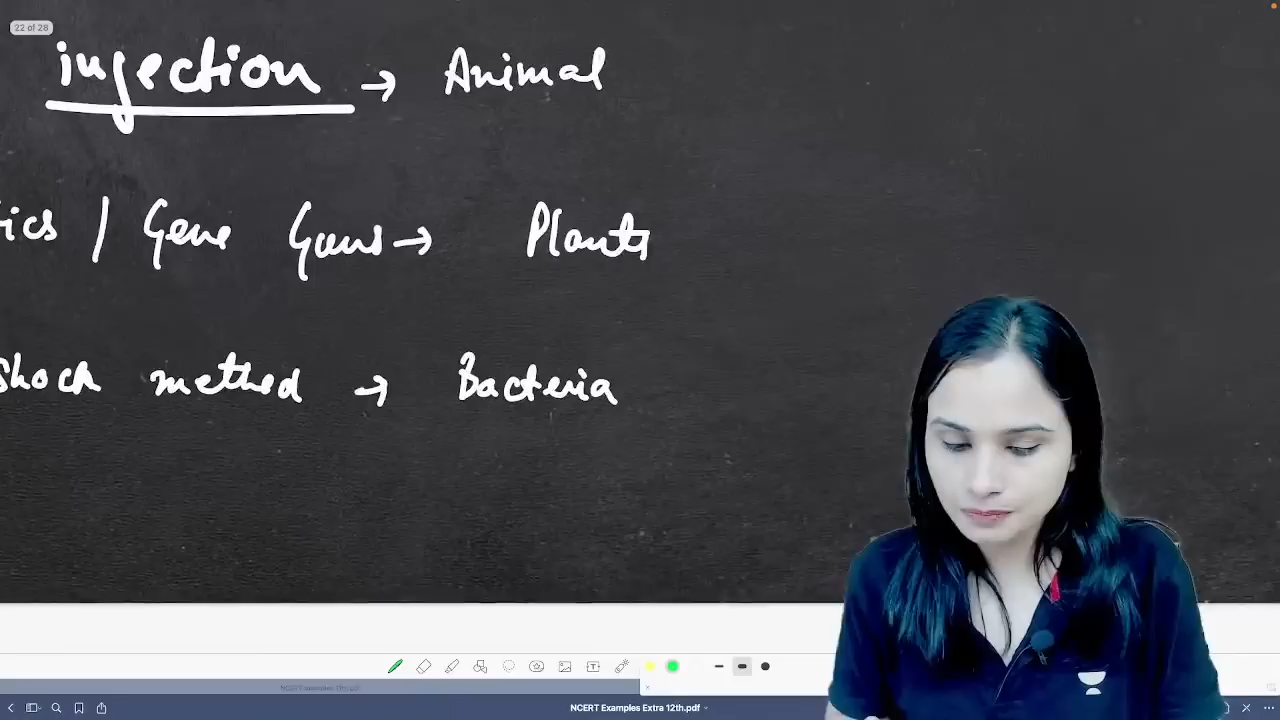 22 of 28
injection → Animal
ics / Gene Guns → Plants
Shock method → Bacteria
NCERT Examples Extra 12th.pdf